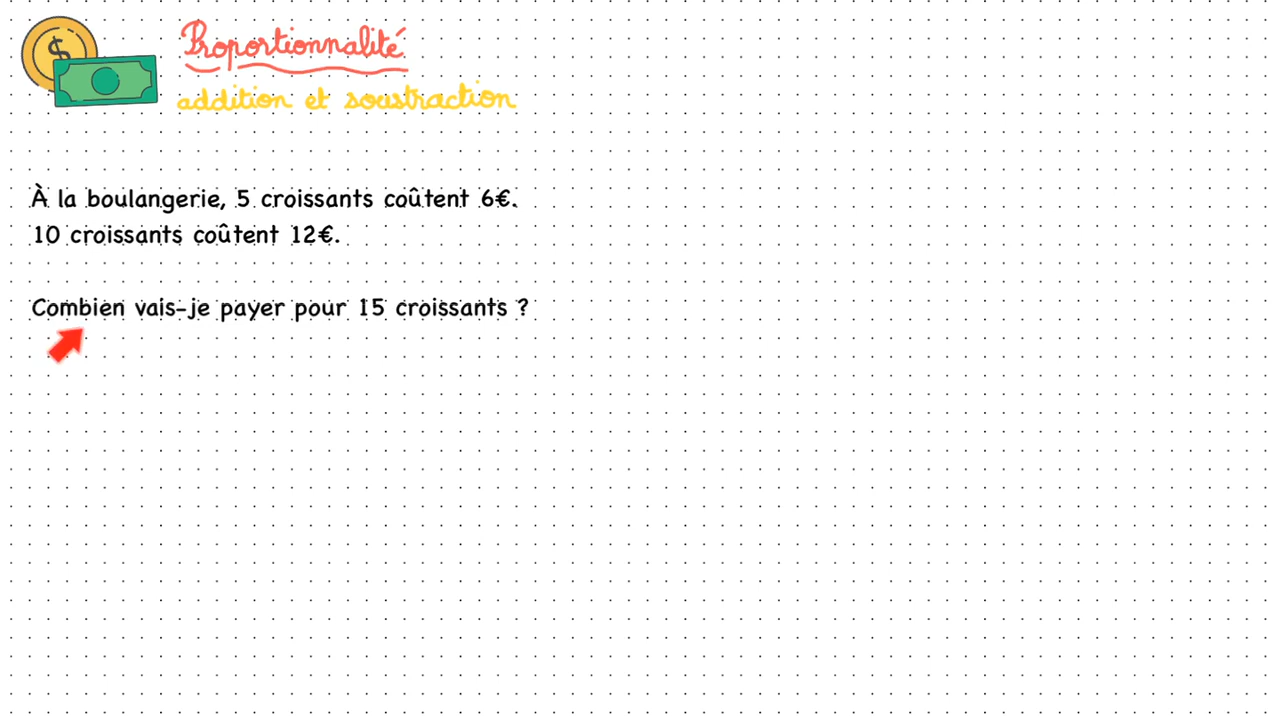 Proportionnalité
addition et soustraction
À la boulangerie, 5 croissants coûtent 6€.
10 croissants coûtent 12€.
Combien vais-je payer pour 15 croissants ?